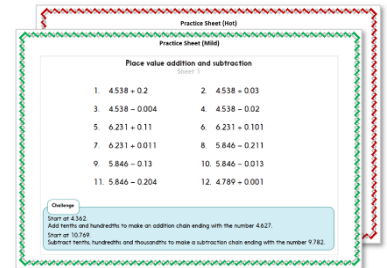 Practice Sheet (Hot)
Practice Sheet (Mild)
Place value addition and subtraction
Sheet 1
1. 4.538 + 0.2 2. 4.538 + 0.03
3. 4.538 – 0.004 4. 4.538 – 0.02
5. 6.231 + 0.11 6. 6.231 + 0.101
7. 6.231 + 0.011 8. 5.846 – 0.211
9. 5.846 – 0.13 10. 5.846 – 0.013
11. 5.846 – 0.204 12. 4.789 + 0.001
Challenge
Start at 4.362.
Add tenths and hundredths to make an addition chain ending with the number 4.627.
Start at 10.769.
Subtract tenths, hundredths and thousandths to make a subtraction chain ending with the number 9.782.